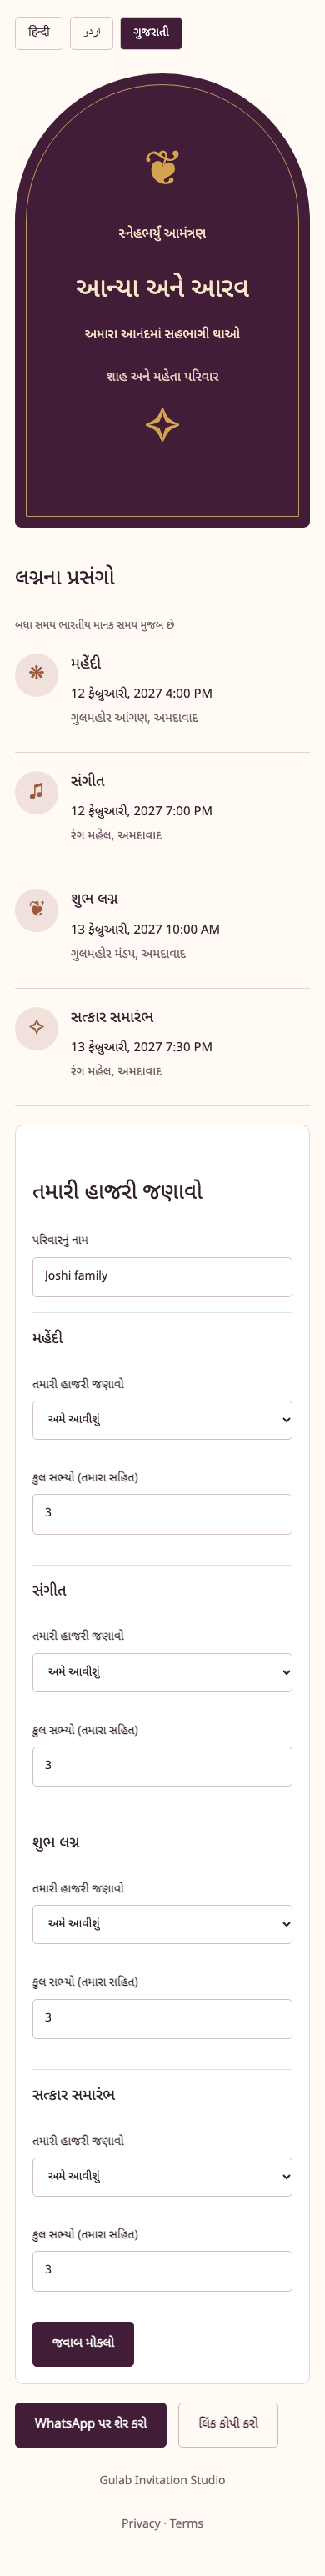 हिन्दी
اردو
ગુજરાતી
સ્નેહભર્યું આમંત્રણ
આન્યા અને આરવ
અમારા આનંદમાં સહભાગી થાઓ
શાહ અને મહેતા પરિવાર
લગ્નના પ્રસંગો
બધા સમય ભારતીય માનક સમય મુજબ છે
મહેંદી
12 ફેબ્રુઆરી, 2027 4:00 PM
ગુલમહોર આંગણ, અમદાવાદ
સંગીત
12 ફેબ્રુઆરી, 2027 7:00 PM
રંગ મહેલ, અમદાવાદ
શુભ લગ્ન
13 ફેબ્રુઆરી, 2027 10:00 AM
ગુલમહોર મંડપ, અમદાવાદ
સત્કાર સમારંભ
13 ફેબ્રુઆરી, 2027 7:30 PM
રંગ મહેલ, અમદાવાદ
તમારી હાજરી જણાવો
પરિવારનું નામ
Joshi family
મહેંદી
તમારી હાજરી જણાવો
અમે આવીશું
કુલ સભ્યો (તમારા સહિત)
3
સંગીત
તમારી હાજરી જણાવો
અમે આવીશું
કુલ સભ્યો (તમારા સહિત)
3
શુભ લગ્ન
તમારી હાજરી જણાવો
અમે આવીશું
કુલ સભ્યો (તમારા સહિત)
3
સત્કાર સમારંભ
તમારી હાજરી જણાવો
અમે આવીશું
કુલ સભ્યો (તમારા સહિત)
3
જવાબ મોકલો
WhatsApp પર શેર કરો
લિંક કોપી કરો
Gulab Invitation Studio
Privacy · Terms